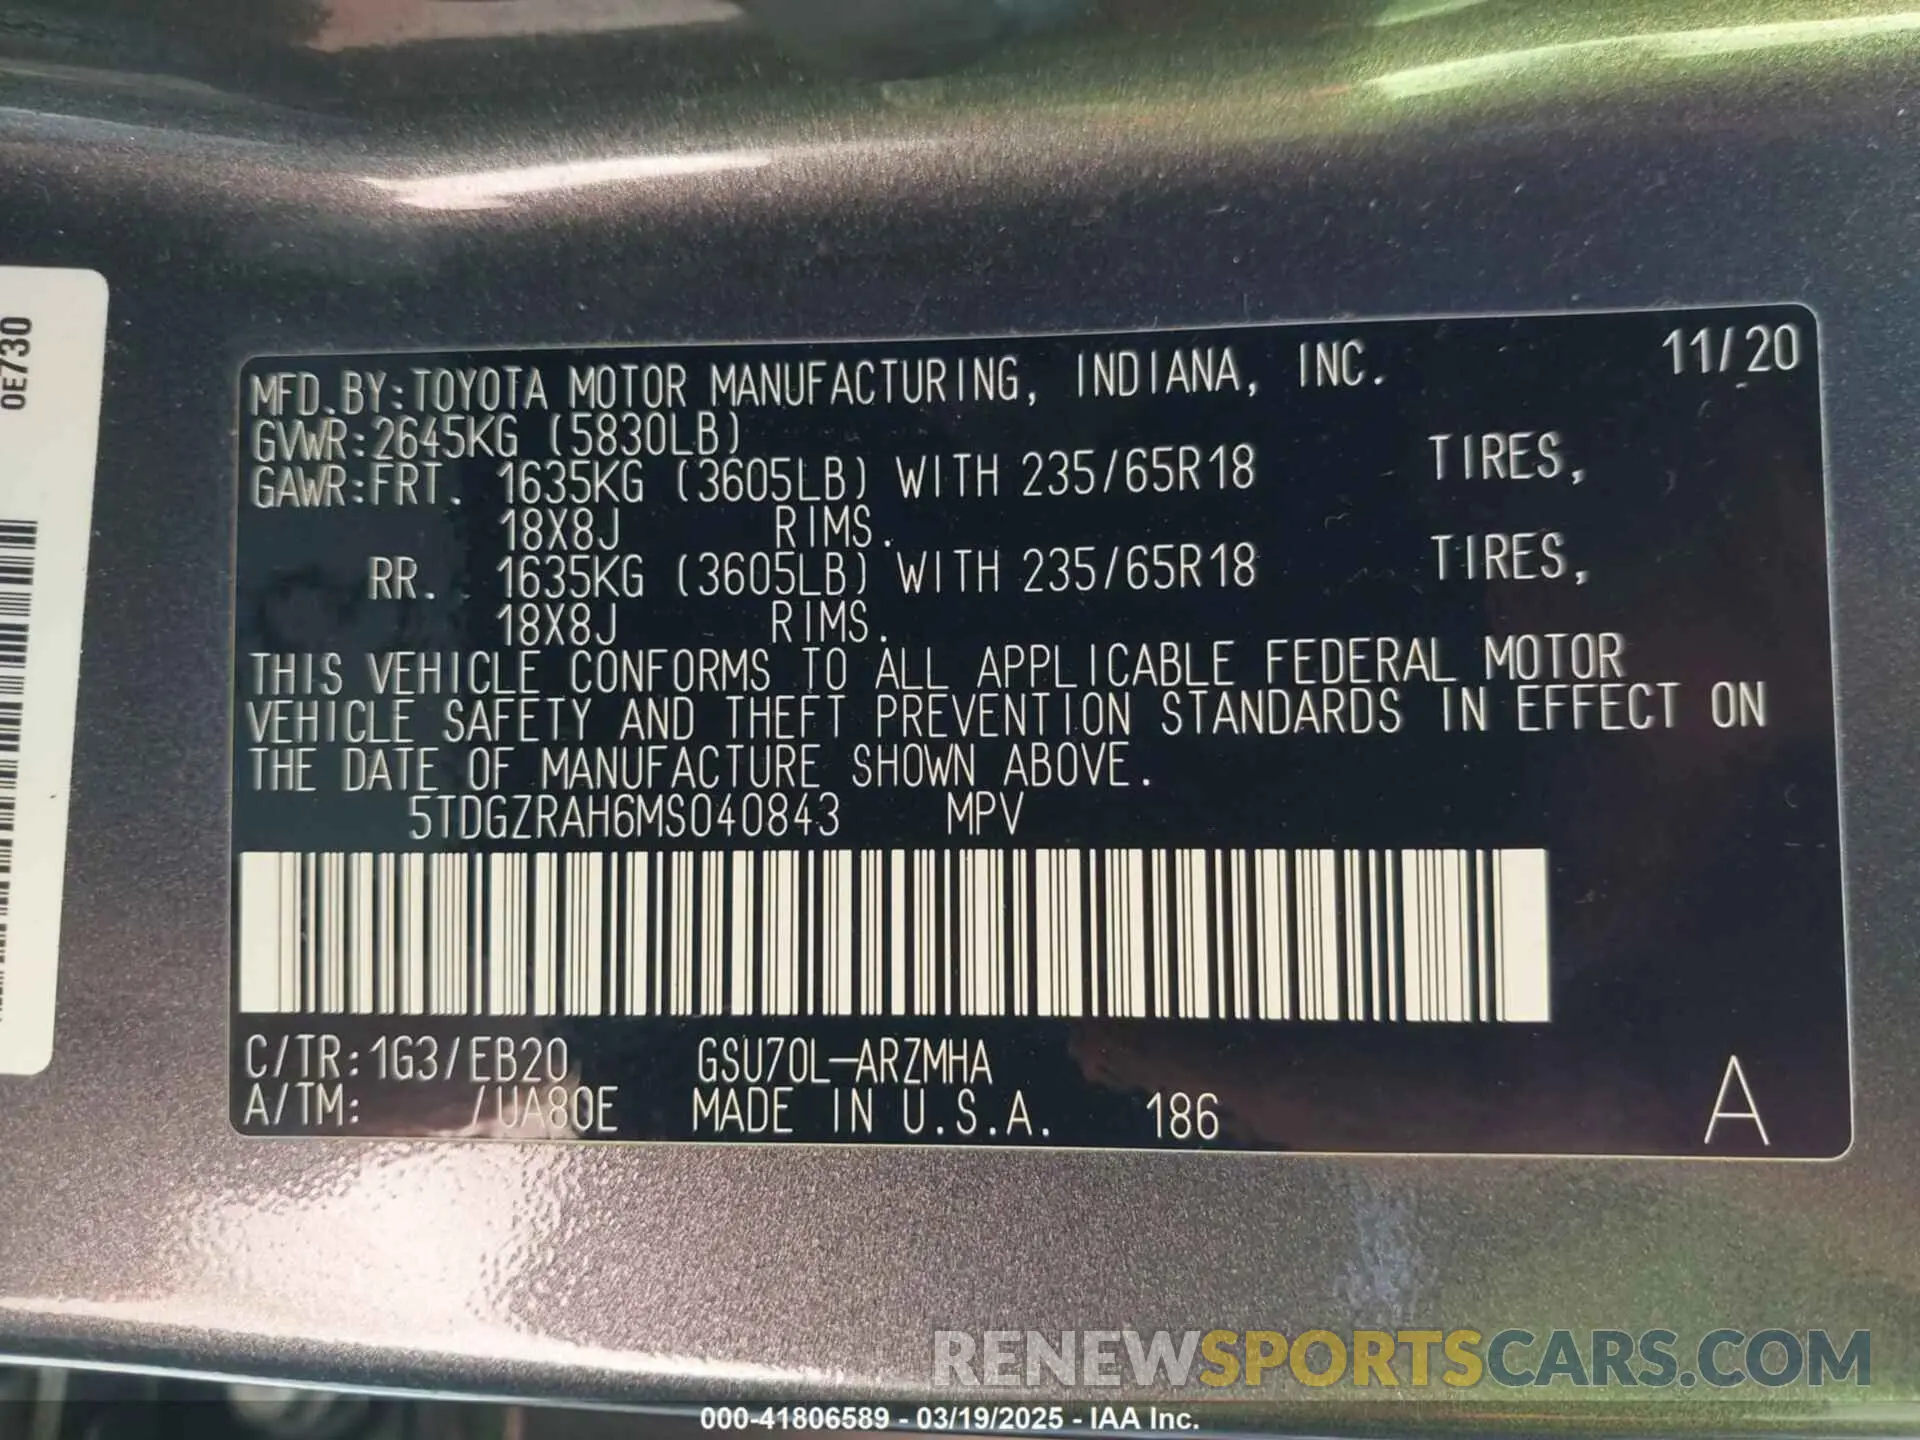 MFD.BY:TOYOTA MOTOR MANUFACTURING, INDIANA, INC. 11/20
GVWR:2645KG (5830LB)
GAWR:FRT. 1635KG (3605LB) WITH 235/65R18 TIRES,
18X8J RIMS.
RR. 1635KG (3605LB) WITH 235/65R18 TIRES,
18X8J RIMS.
THIS VEHICLE CONFORMS TO ALL APPLICABLE FEDERAL MOTOR
VEHICLE SAFETY AND THEFT PREVENTION STANDARDS IN EFFECT ON
THE DATE OF MANUFACTURE SHOWN ABOVE.
5TDGZRAH6MS040843 MPV
C/TR:1G3/EB20 GSU70L-ARZMHA
A/TM: /UA80E MADE IN U.S.A. 186 A
0E730
RENEWSPORTSCARS.COM
000-41806589 - 03/19/2025 - IAA Inc.